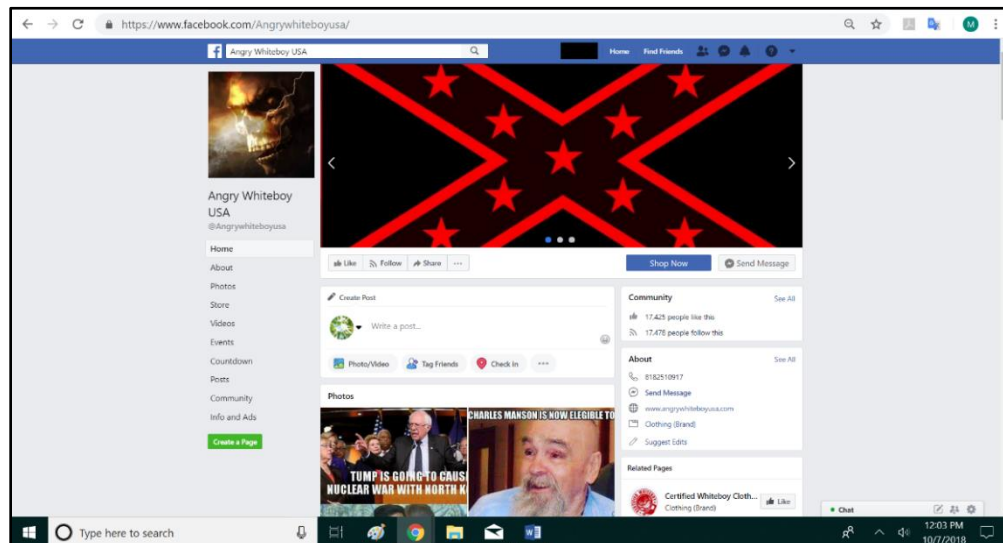 https://www.facebook.com/Angrywhiteboyusa/
Angry Whiteboy USA
Home
Find Friends
Angry Whiteboy
USA
@Angrywhiteboyusa
Home
About
Photos
Store
Videos
Events
Countdown
Posts
Community
Info and Ads
Create a Page
Like
Follow
Share
Shop Now
Send Message
Create Post
Write a post...
Photo/Video
Tag Friends
Check in
Photos
TUMP IS GOING TO CAUS
NUCLEAR WAR WITH NORTH K
CHARLES MANSON IS NOW ELEGIBLE TO
Community
See All
17,425 people like this
17,478 people follow this
About
See All
8182510917
Send Message
www.angrywhiteboyusa.com
Clothing (Brand)
Suggest Edits
Related Pages
Certified Whiteboy Cloth...
Clothing (Brand)
Like
Chat
M
Type here to search
12:03 PM
10/7/2018